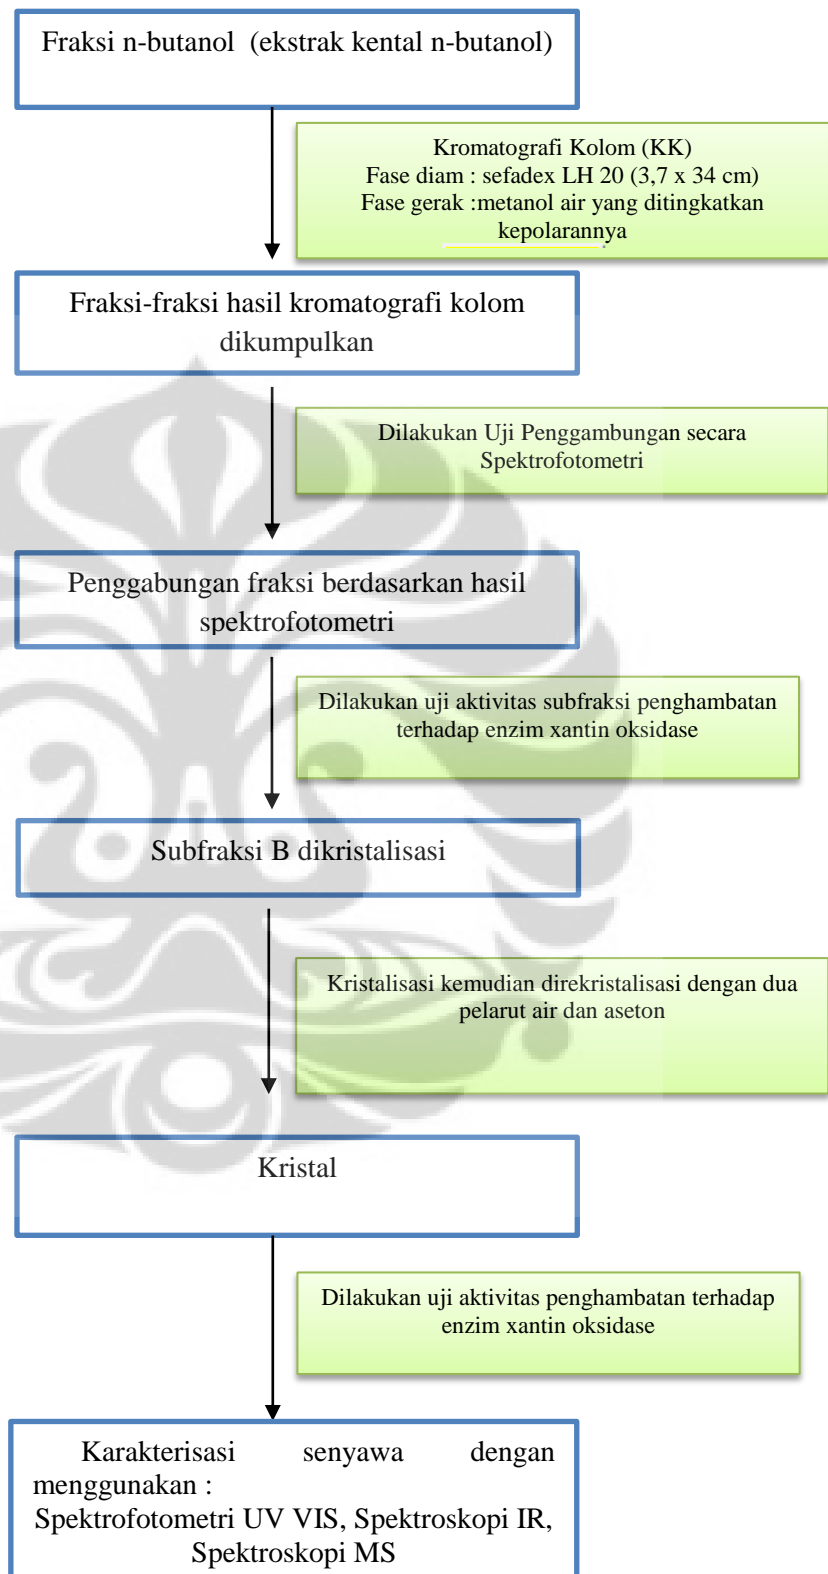 Fraksi n-butanol (ekstrak kental n-butanol)
Kromatografi Kolom (KK)
Fase diam : sefadex LH 20 (3,7 x 34 cm)
Fase gerak :metanol air yang ditingkatkan
kepolarannya
Fraksi-fraksi hasil kromatografi kolom
dikumpulkan
Dilakukan Uji Penggambungan secara
Spektrofotometri
Penggabungan fraksi berdasarkan hasil
spektrofotometri
Dilakukan uji aktivitas subfraksi penghambatan
terhadap enzim xantin oksidase
Subfraksi B dikristalisasi
Kristalisasi kemudian direkristalisasi dengan dua
pelarut air dan aseton
Kristal
Dilakukan uji aktivitas penghambatan terhadap
enzim xantin oksidase
Karakterisasi senyawa dengan
menggunakan :
Spektrofotometri UV VIS, Spektroskopi IR,
Spektroskopi MS